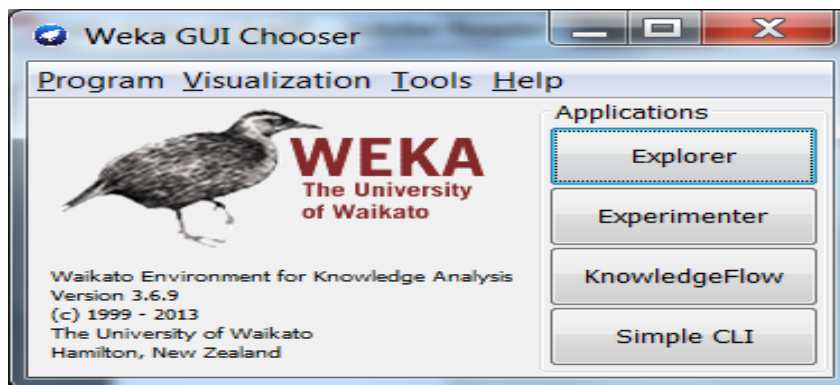 Weka GUI Chooser
Program Visualization Tools Help
WEKA
The University
of Waikato
Waikato Environment for Knowledge Analysis
Version 3.6.9
(c) 1999 - 2013
The University of Waikato
Hamilton, New Zealand
Applications
Explorer
Experimenter
KnowledgeFlow
Simple CLI